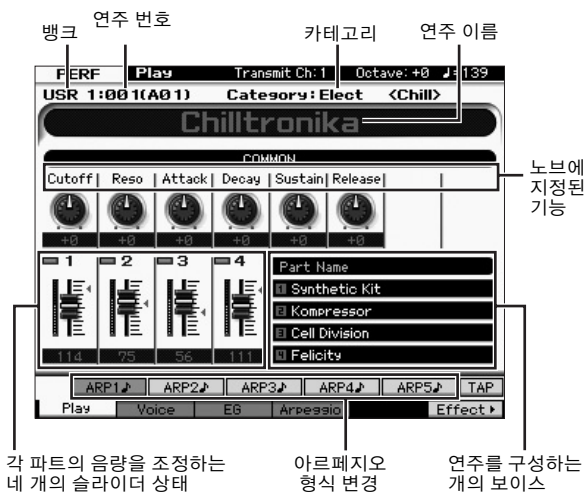 연주 번호
뱅크
카테고리
연주 이름
PERF Play Transmit Ch:1 Octave:+0 ♩=139
USR 1:001(A01) Category:Elect <Chill>
Chilltronika
COMMON
Cutoff Reso Attack Decay Sustain Release
+0 +0 +0 +0 +0 +0
노브에
지정된
기능
1 2 3 4
114 75 56 111
Part Name
1 Synthetic Kit
2 Kompressor
3 Cell Division
4 Felicity
ARP1♪ ARP2♪ ARP3♪ ARP4♪ ARP5♪ TAP
Play Voice EG Arpeggio Effect▶
각 파트의 음량을 조정하는
네 개의 슬라이더 상태
아르페지오
형식 변경
연주를 구성하는
개의 보이스